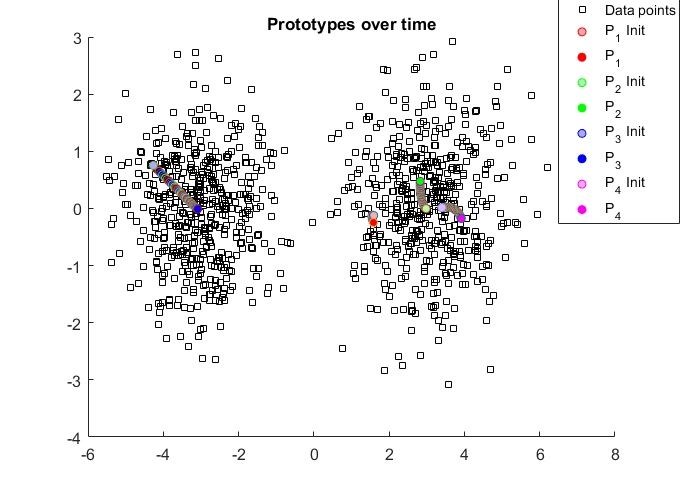 Prototypes over time
Data points
P1 Init
P1
P2 Init
P2
P3 Init
P3
P4 Init
P4
3
2
1
0
-1
-2
-3
-4
-6
-4
-2
0
2
4
6
8